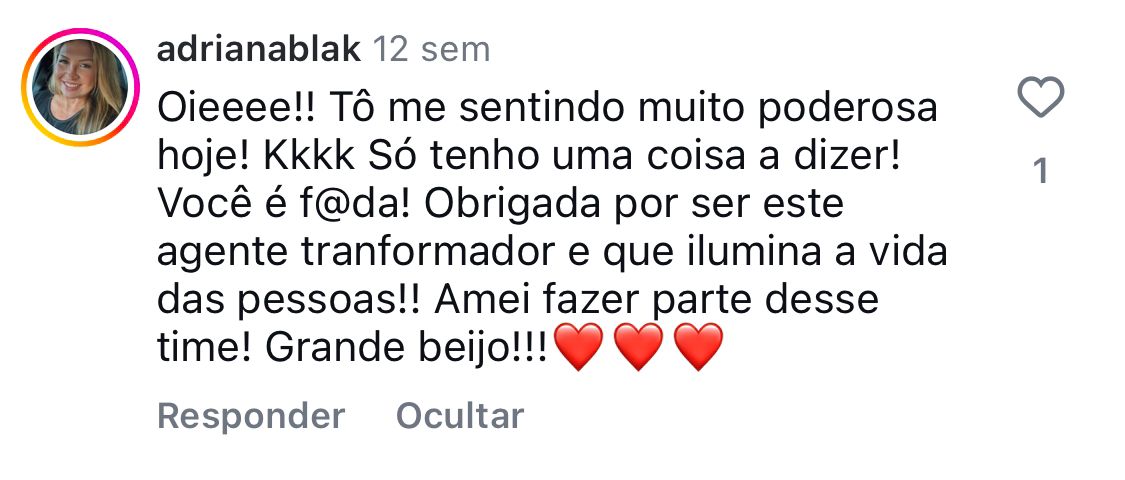 adrianablak 12 sem
Oieeee!! Tô me sentindo muito poderosa
hoje! Kkkk Só tenho uma coisa a dizer!
Você é f@da! Obrigada por ser este
agente tranformador e que ilumina a vida
das pessoas!! Amei fazer parte desse
time! Grande beijo!!!❤️❤️❤️
1
Responder Ocultar